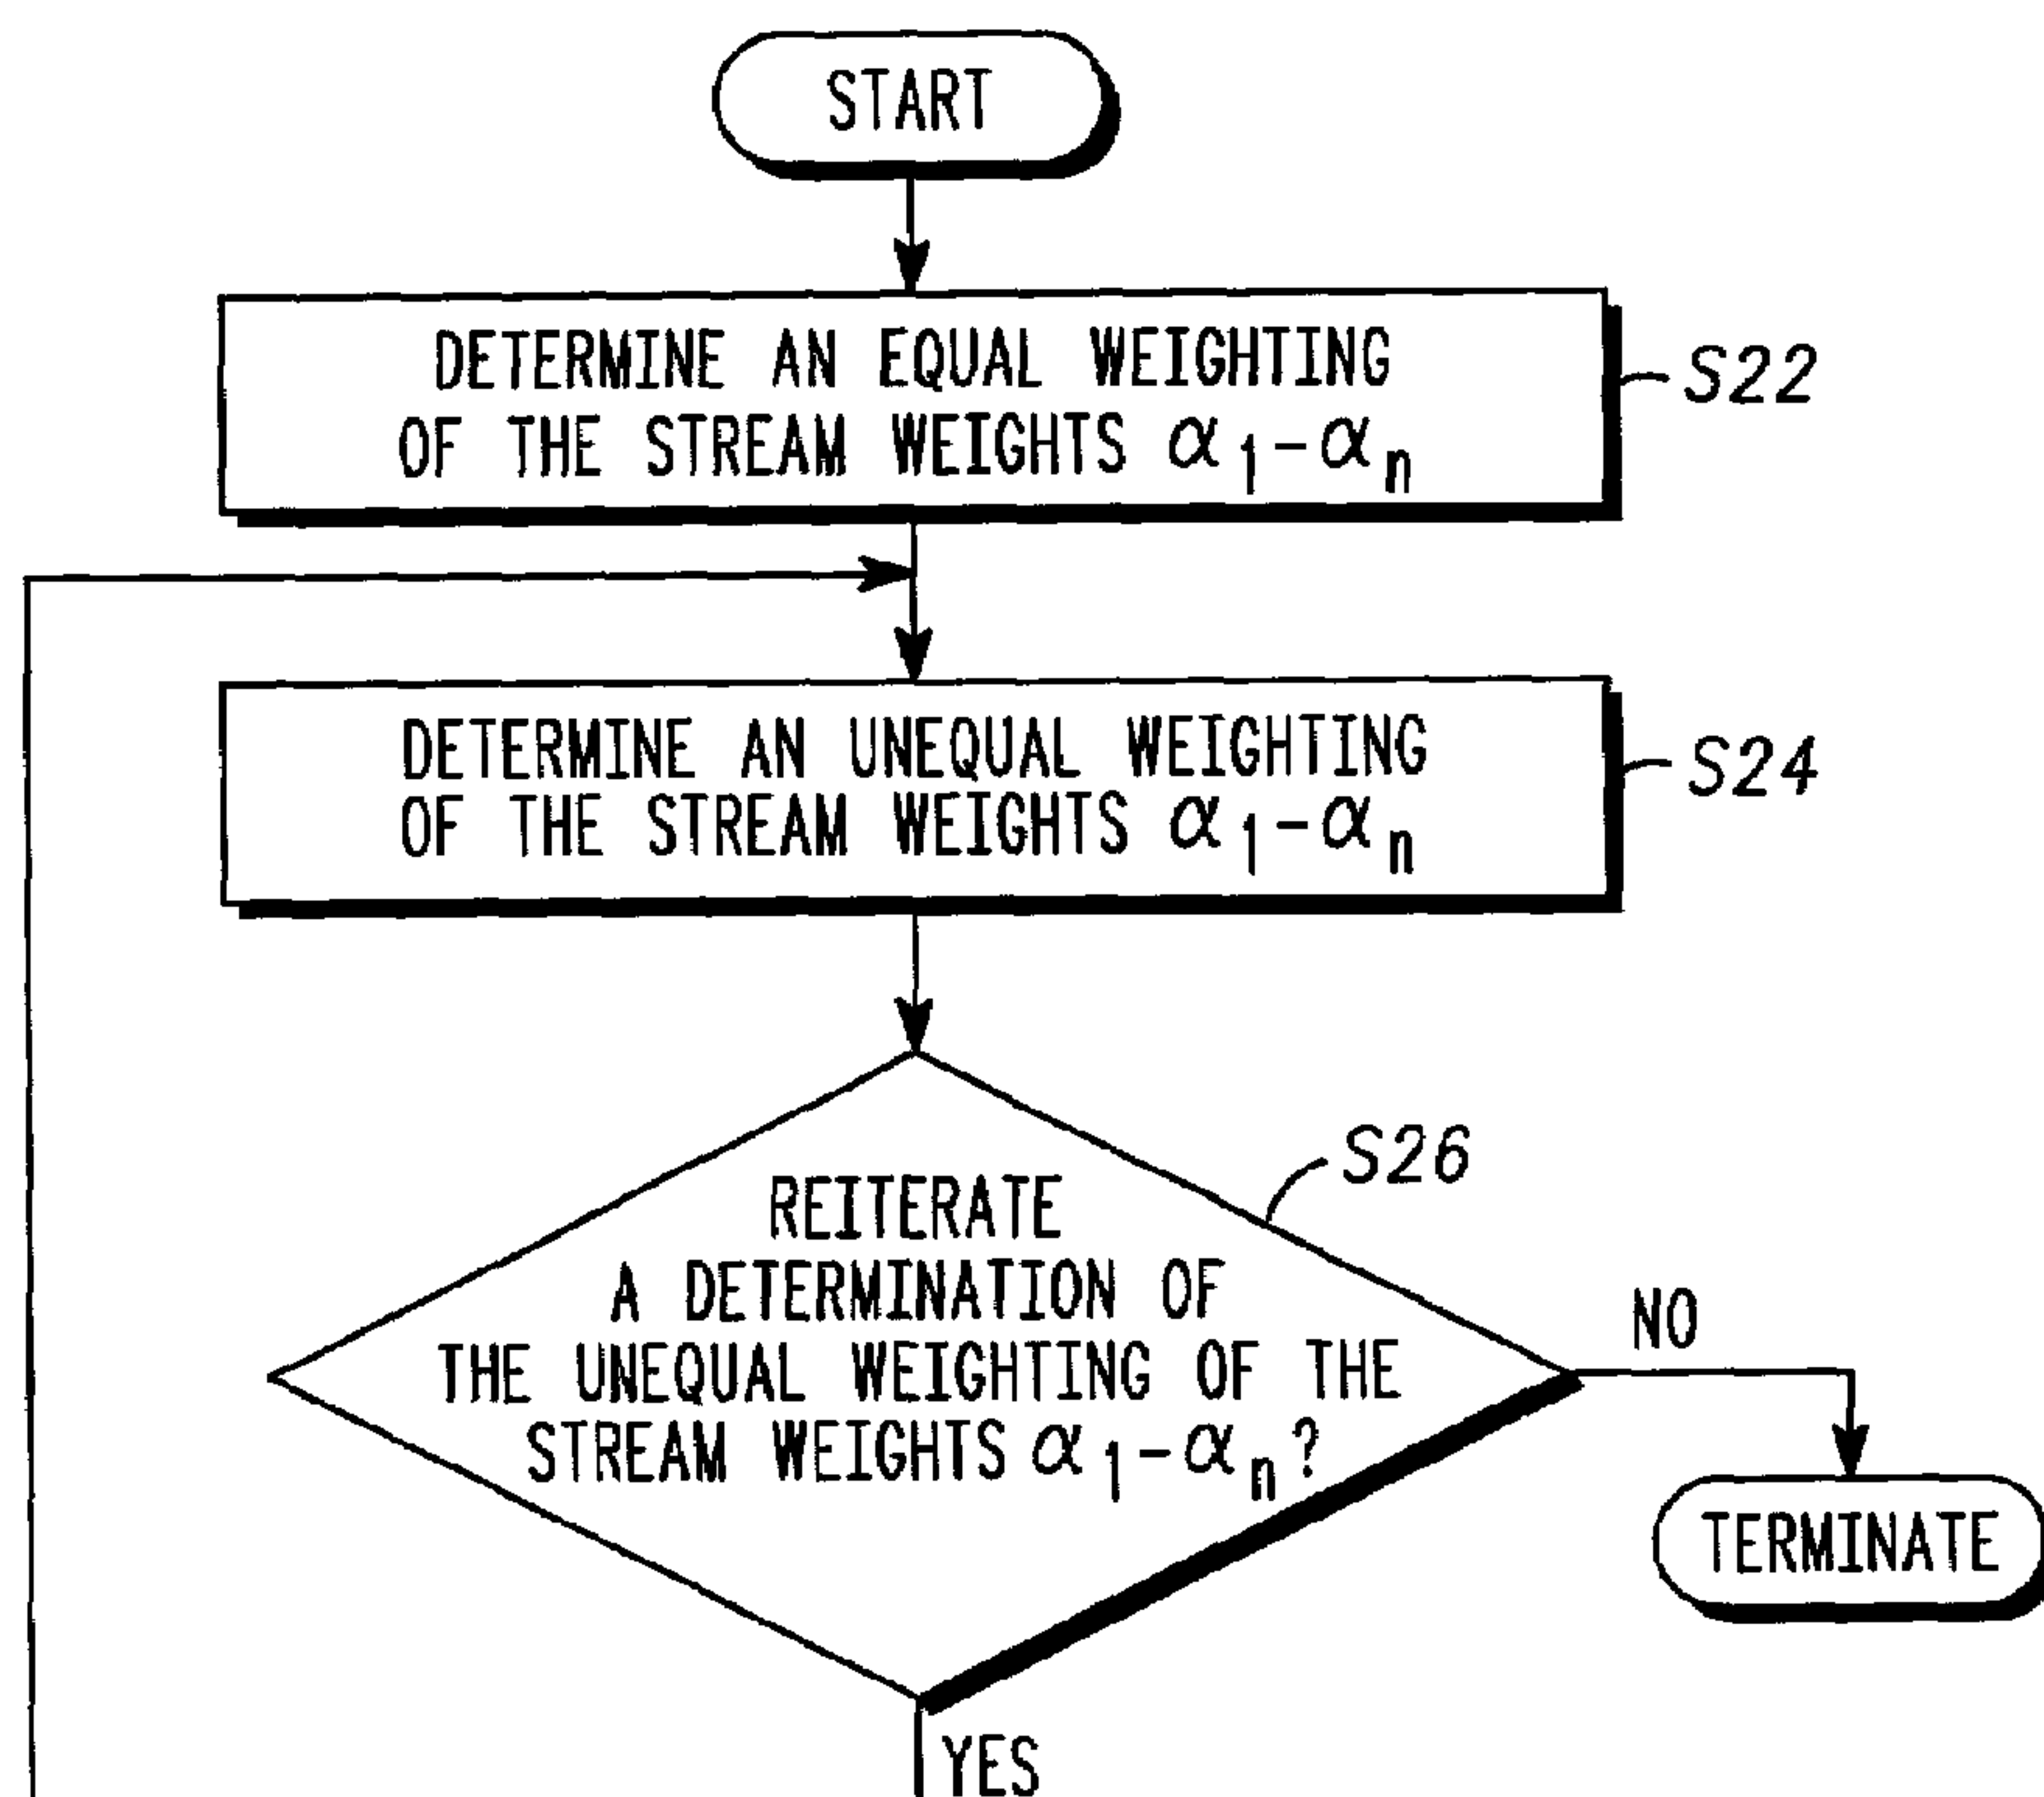 START
DETERMINE AN EQUAL WEIGHTING
OF THE STREAM WEIGHTS α₁-αₙ
S22
DETERMINE AN UNEQUAL WEIGHTING
OF THE STREAM WEIGHTS α₁-αₙ
S24
S26
REITERATE
A DETERMINATION OF
THE UNEQUAL WEIGHTING OF THE
STREAM WEIGHTS α₁-αₙ?
NO
TERMINATE
YES